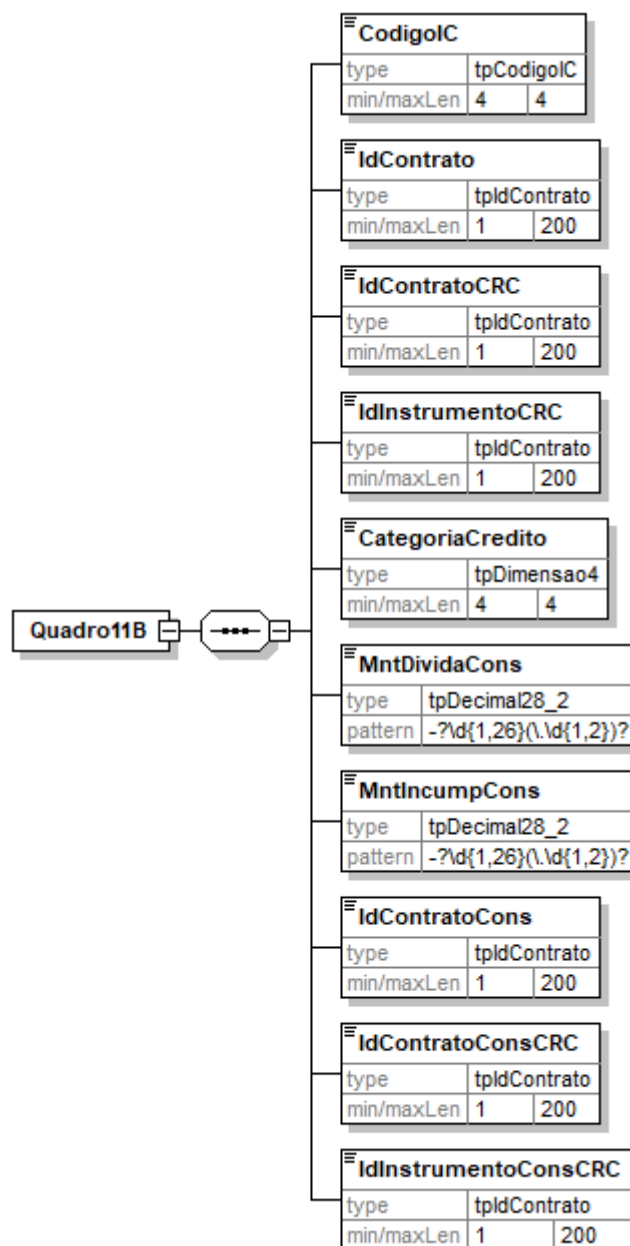 CodigoIC
type tpCodigoIC
min/maxLen 4 4
IdContrato
type tpIdContrato
min/maxLen 1 200
IdContratoCRC
type tpIdContrato
min/maxLen 1 200
IdInstrumentoCRC
type tpIdContrato
min/maxLen 1 200
CategoriaCredito
type tpDimensao4
min/maxLen 4 4
Quadro11B
MntDividaCons
type tpDecimal28_2
pattern -?\d{1,26}(\.\d{1,2})?
MntIncumpCons
type tpDecimal28_2
pattern -?\d{1,26}(\.\d{1,2})?
IdContratoCons
type tpIdContrato
min/maxLen 1 200
IdContratoConsCRC
type tpIdContrato
min/maxLen 1 200
IdInstrumentoConsCRC
type tpIdContrato
min/maxLen 1 200